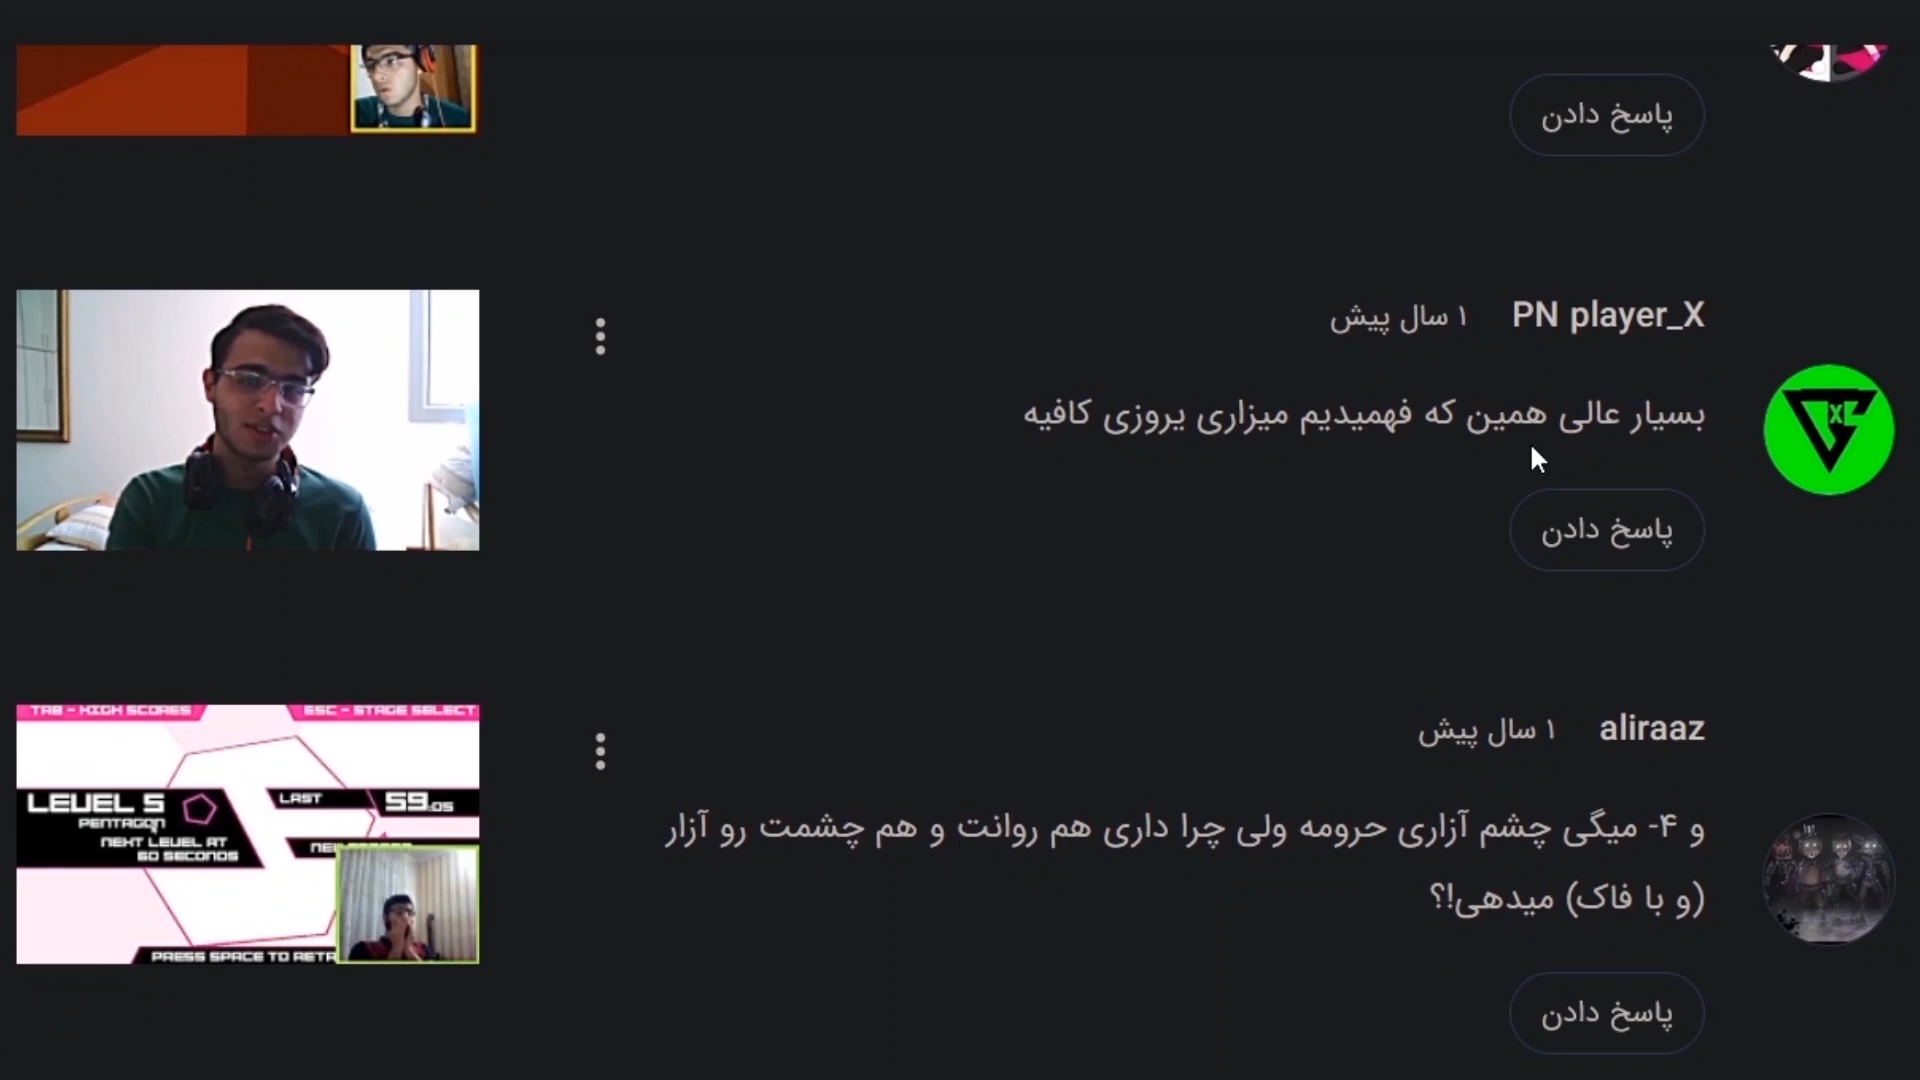 پاسخ دادن
PN player_X ۱ سال پیش
بسیار عالی همین که فهمیدیم میزاری یروزی کافیه
پاسخ دادن
aliraaz ۱ سال پیش
و ۴- میگی چشم آزاری حرومه ولی چرا داری هم روانت و هم چشمت رو آزار
(و با فاک) میدهی!؟
پاسخ دادن
TAB - HIGH SCORES
ESC - STAGE SELECT
LEVEL 5
PENTAGON
NEXT LEVEL AT
60 SECONDS
LAST 59:05
PRESS SPACE TO RETR